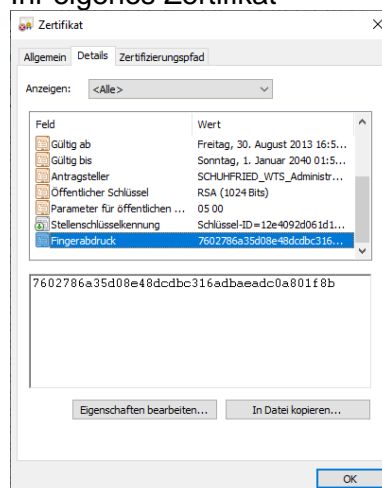 Ihr eigenes Zertifikat
Zertifikat
Allgemein Details Zertifizierungspfad
Anzeigen: <Alle>
Feld Wert
Gültig ab Freitag, 30. August 2013 16:5...
Gültig bis Sonntag, 1. Januar 2040 01:5...
Antragsteller SCHUHFRIED_WTS_Administr...
Öffentlicher Schlüssel RSA (1024 Bits)
Parameter für öffentlichen ... 05 00
Stellenschlüsselkennung Schlüssel-ID=12e4092d061d1...
Fingerabdruck 7602786a35d08e48dcdbc316...
7602786a35d08e48dcdbc316adbaeadc0a801f8b
Eigenschaften bearbeiten... In Datei kopieren...
OK